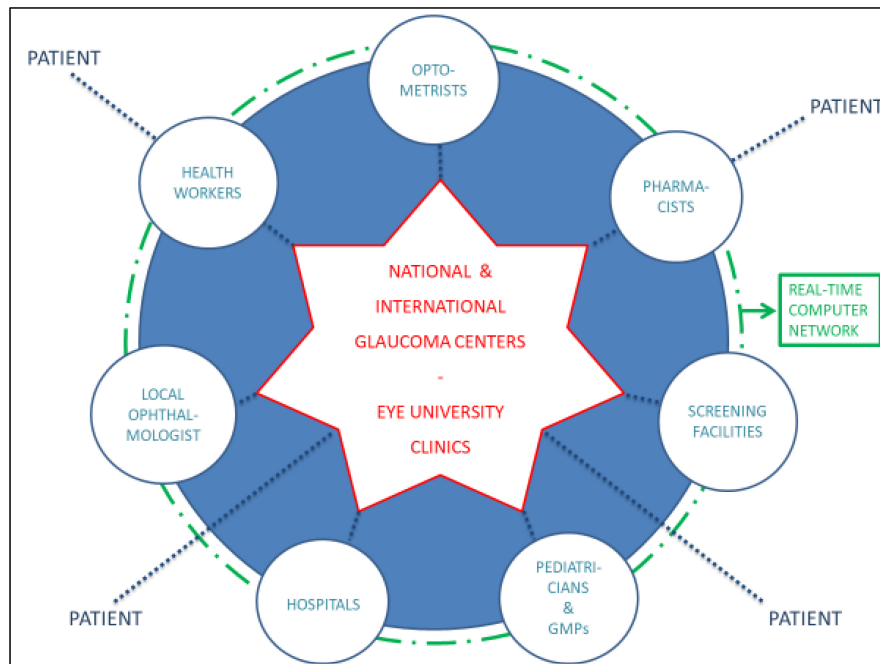 OPTO-
METRISTS
PATIENT
PATIENT
HEALTH
WORKERS
PHARMA-
CISTS
NATIONAL &
INTERNATIONAL
GLAUCOMA CENTERS
-
EYE UNIVERSITY
CLINICS
REAL-TIME
COMPUTER
NETWORK
LOCAL
OPHTHAL-
MOLOGIST
SCREENING
FACILITIES
HOSPITALS
PEDIATRI-
CIANS
&
GMPs
PATIENT
PATIENT